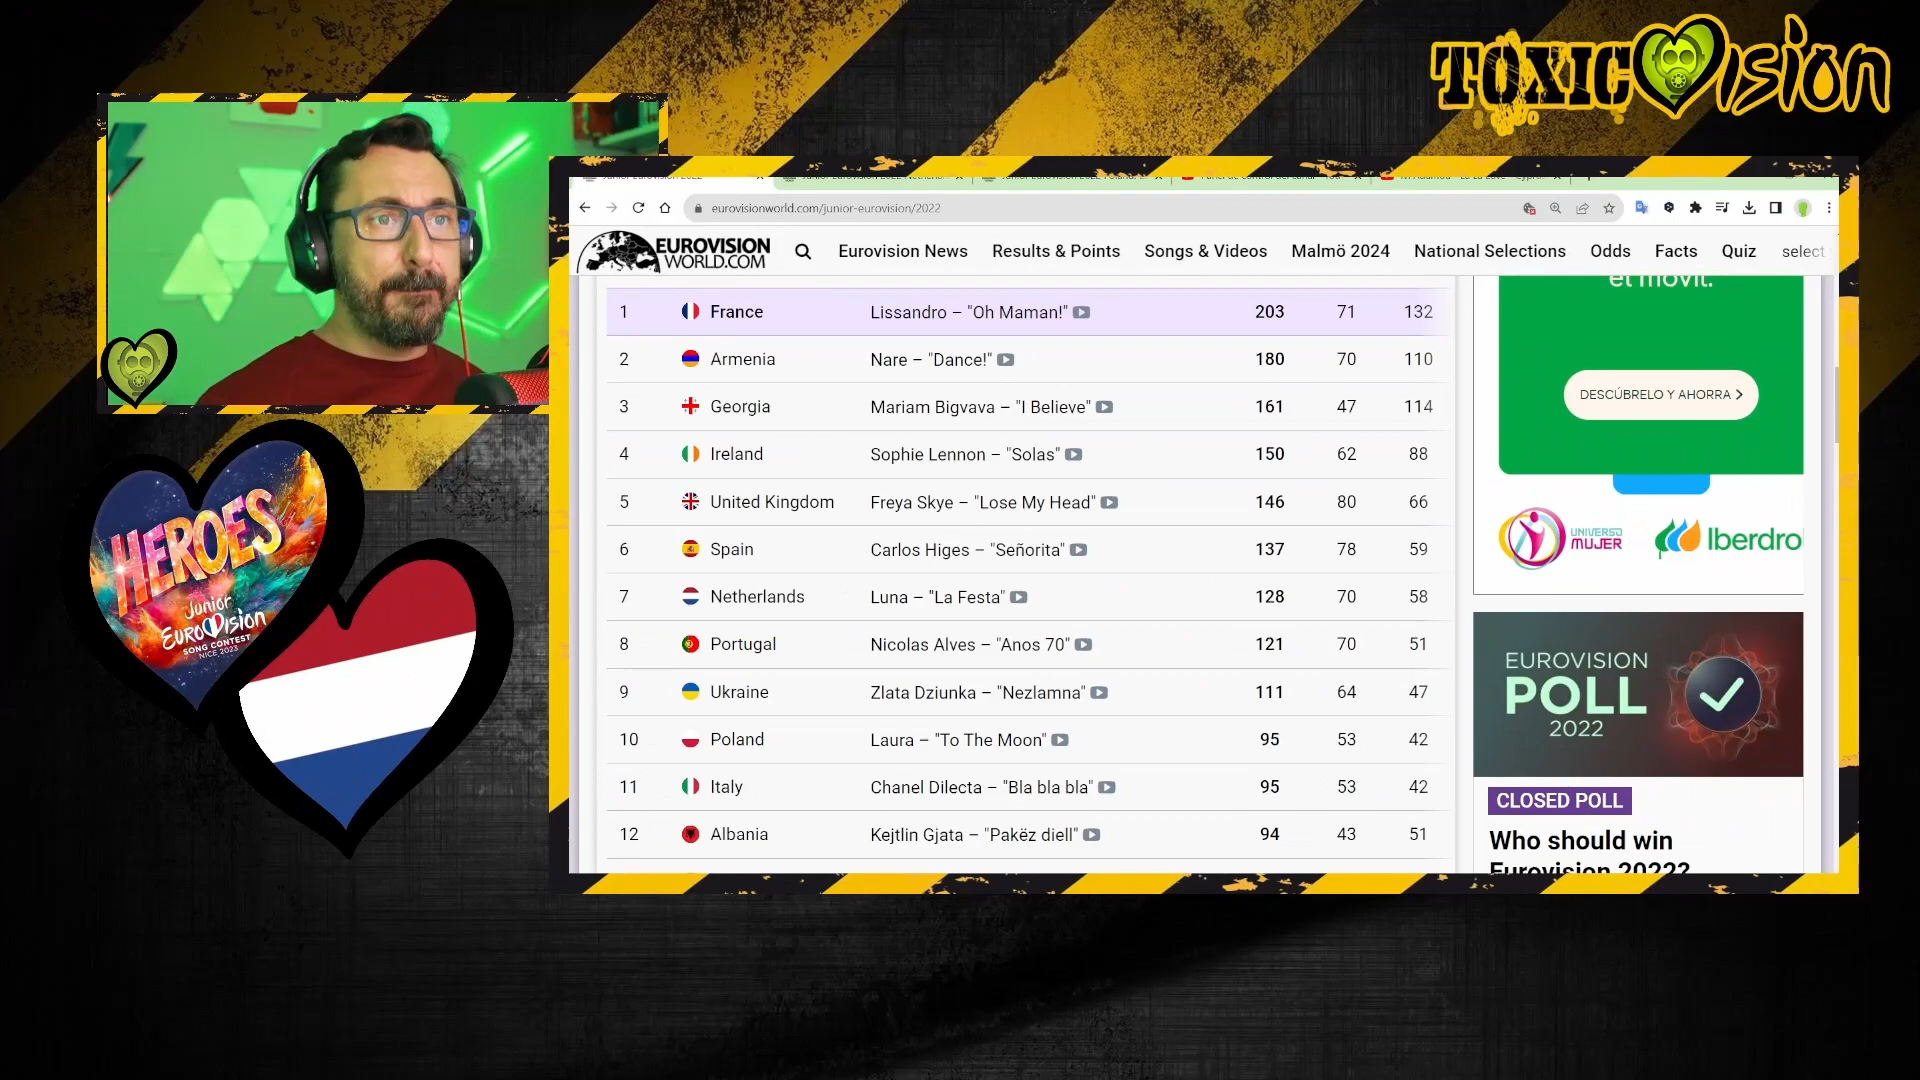 TOXIC Vision
eurovisionworld.com/junior-eurovision/2022
EUROVISION
WORLD.COM
Eurovision News
Results & Points
Songs & Videos
Malmö 2024
National Selections
Odds
Facts
Quiz
select
1 France Lissandro – "Oh Maman!" 203 71 132
2 Armenia Nare – "Dance!" 180 70 110
3 Georgia Mariam Bigvava – "I Believe" 161 47 114
4 Ireland Sophie Lennon – "Solas" 150 62 88
5 United Kingdom Freya Skye – "Lose My Head" 146 80 66
6 Spain Carlos Higes – "Señorita" 137 78 59
7 Netherlands Luna – "La Festa" 128 70 58
8 Portugal Nicolas Alves – "Anos 70" 121 70 51
9 Ukraine Zlata Dziunka – "Nezlamna" 111 64 47
10 Poland Laura – "To The Moon" 95 53 42
11 Italy Chanel Dilecta – "Bla bla bla" 95 53 42
12 Albania Kejtlin Gjata – "Pakëz diell" 94 43 51
el móvil.
DESCÚBRELO Y AHORRA
UNIVERSO
MUJER
Iberdro
EUROVISION
POLL
2022
CLOSED POLL
Who should win
Eurovision 2022?
HEROES
Junior
EUROVISION
SONG CONTEST
NICE 2023